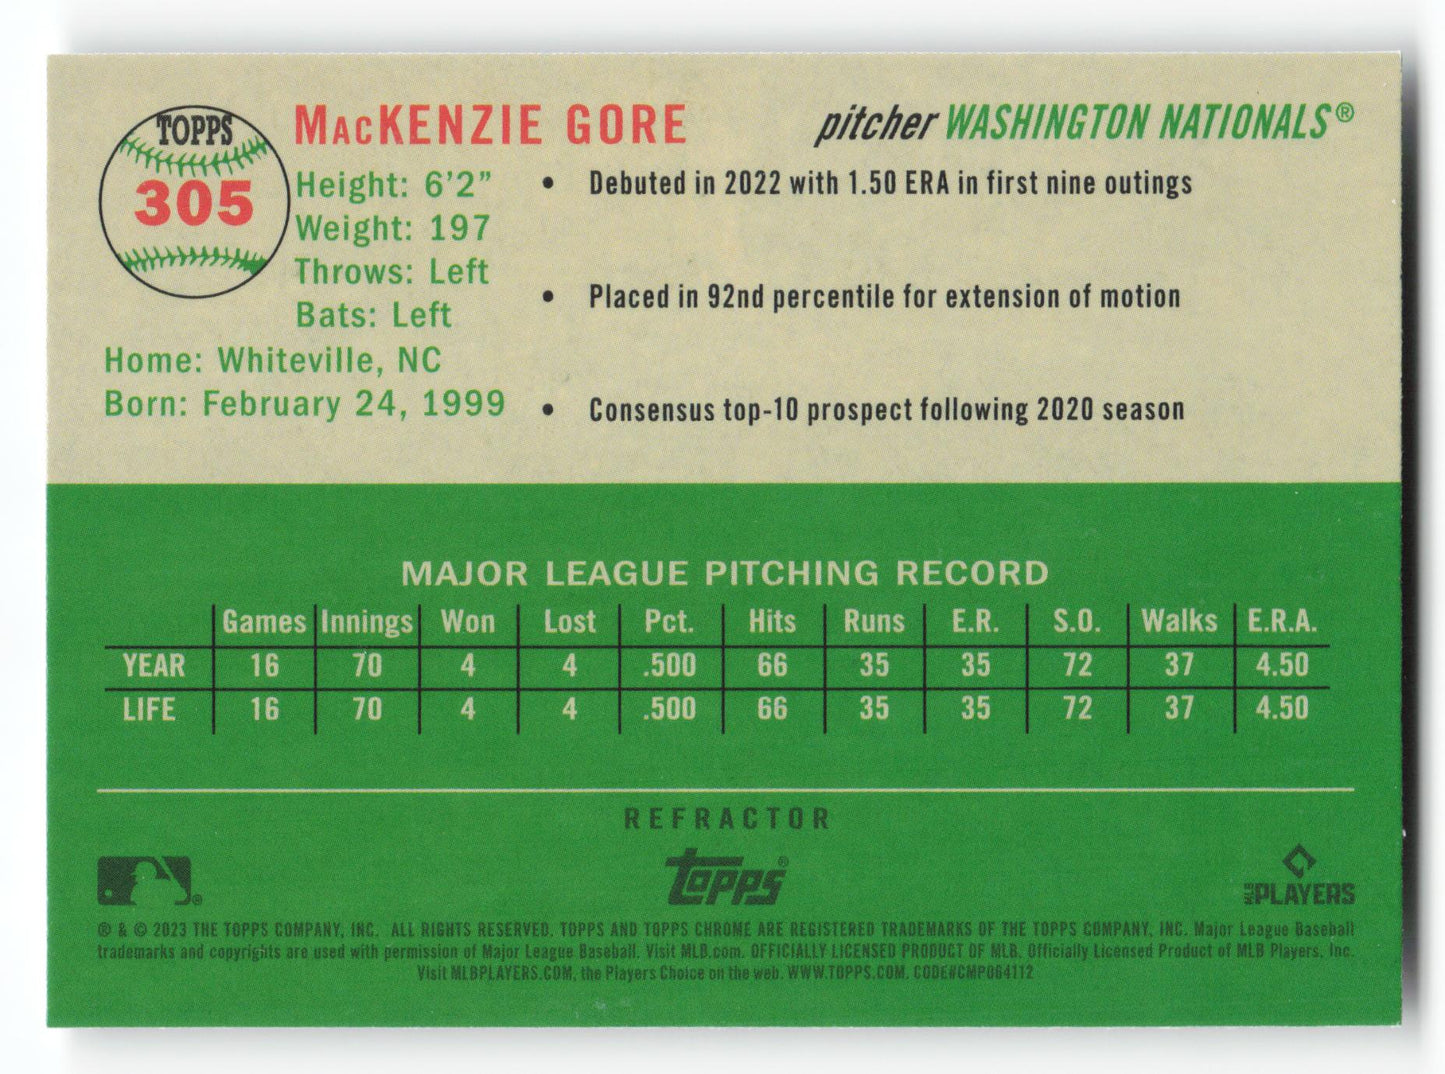 TOPPS
305
MacKENZIE GORE
pitcher WASHINGTON NATIONALS®
Height: 6'2"
Weight: 197
Throws: Left
Bats: Left
Home: Whiteville, NC
Born: February 24, 1999
• Debuted in 2022 with 1.50 ERA in first nine outings
• Placed in 92nd percentile for extension of motion
• Consensus top-10 prospect following 2020 season
MAJOR LEAGUE PITCHING RECORD
Games Innings Won Lost Pct. Hits Runs E.R. S.O. Walks E.R.A.
YEAR 16 70 4 4 .500 66 35 35 72 37 4.50
LIFE 16 70 4 4 .500 66 35 35 72 37 4.50
REFRACTOR
®
Topps®
PLAYERS
® & © 2023 THE TOPPS COMPANY, INC. ALL RIGHTS RESERVED. TOPPS AND TOPPS CHROME ARE REGISTERED TRADEMARKS OF THE TOPPS COMPANY, INC. Major League Baseball
trademarks and copyrights are used with permission of Major League Baseball. Visit MLB.com. OFFICIALLY LICENSED PRODUCT OF MLB. Officially Licensed Product of MLB Players, Inc.
Visit MLBPLAYERS.COM, the Players Choice on the web. WWW.TOPPS.COM. CODE#CMP064112